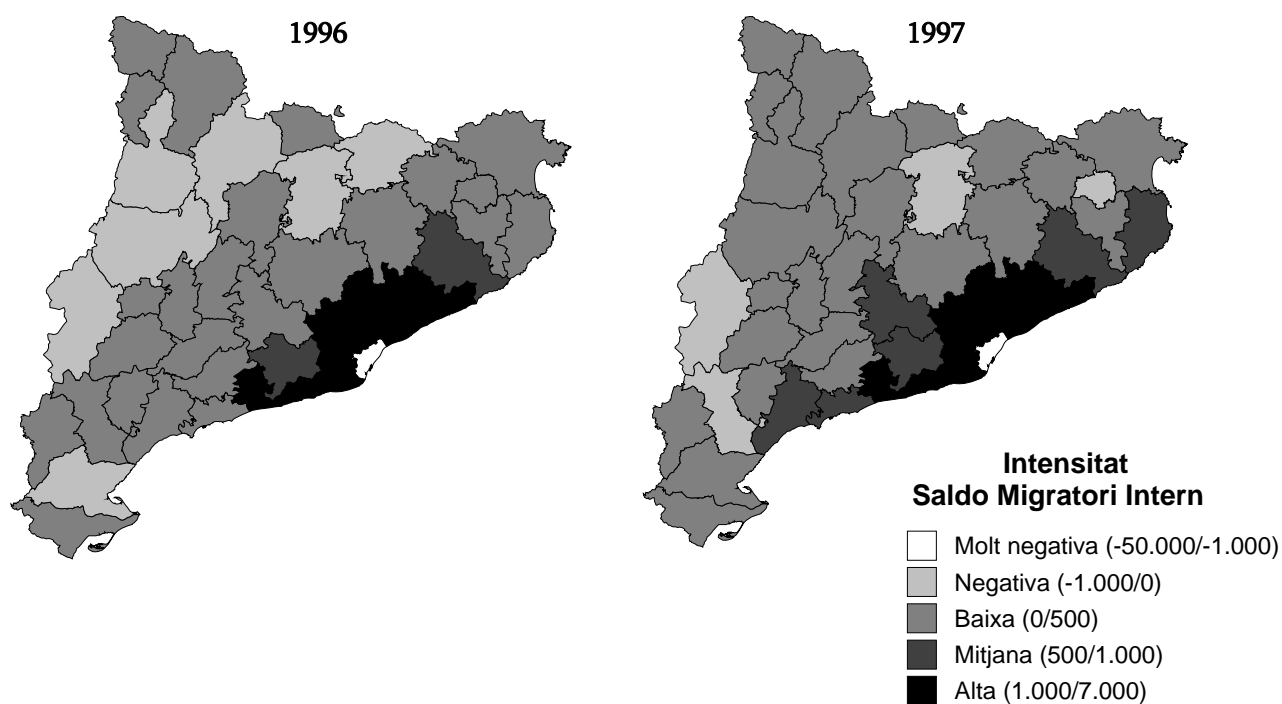 1996
1997
Intensitat
Saldo Migratori Intern
Molt negativa (-50.000/-1.000)
Negativa (-1.000/0)
Baixa (0/500)
Mitjana (500/1.000)
Alta (1.000/7.000)